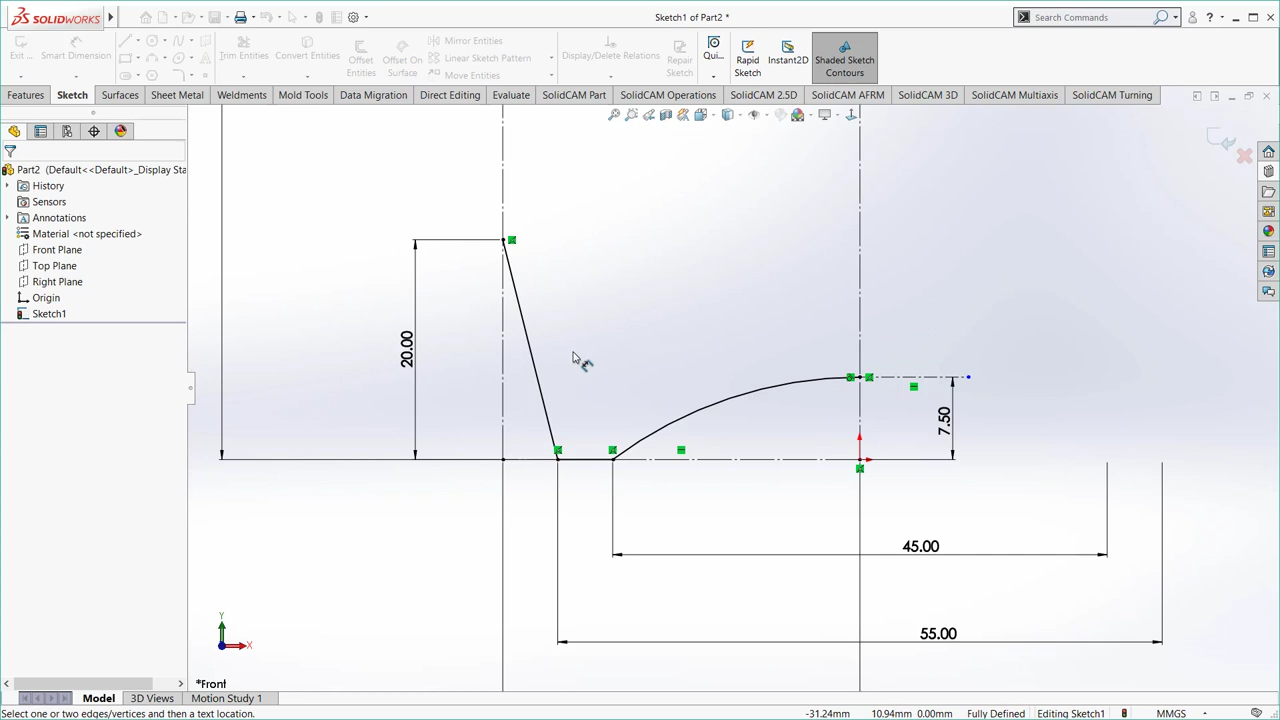 SOLIDWORKS
Sketch1 of Part2 *
Search Commands
Exit ...
Smart Dimension
Trim Entities
Convert Entities
Offset Entities
Offset On Surface
Mirror Entities
Linear Sketch Pattern
Move Entities
Display/Delete Relations
Repair Sketch
Qui...
Rapid Sketch
Instant2D
Shaded Sketch Contours
Features
Sketch
Surfaces
Sheet Metal
Weldments
Mold Tools
Data Migration
Direct Editing
Evaluate
SolidCAM Part
SolidCAM Operations
SolidCAM 2.5D
SolidCAM AFRM
SolidCAM 3D
SolidCAM Multiaxis
SolidCAM Turning
Part2 (Default<<Default>_Display Sta
History
Sensors
Annotations
Material <not specified>
Front Plane
Top Plane
Right Plane
Origin
Sketch1
20.00
7.50
45.00
55.00
Y
X
*Front
Model
3D Views
Motion Study 1
Select one or two edges/vertices and then a text location.
-31.24mm
10.94mm 0.00mm
Fully Defined
Editing Sketch1
MMGS